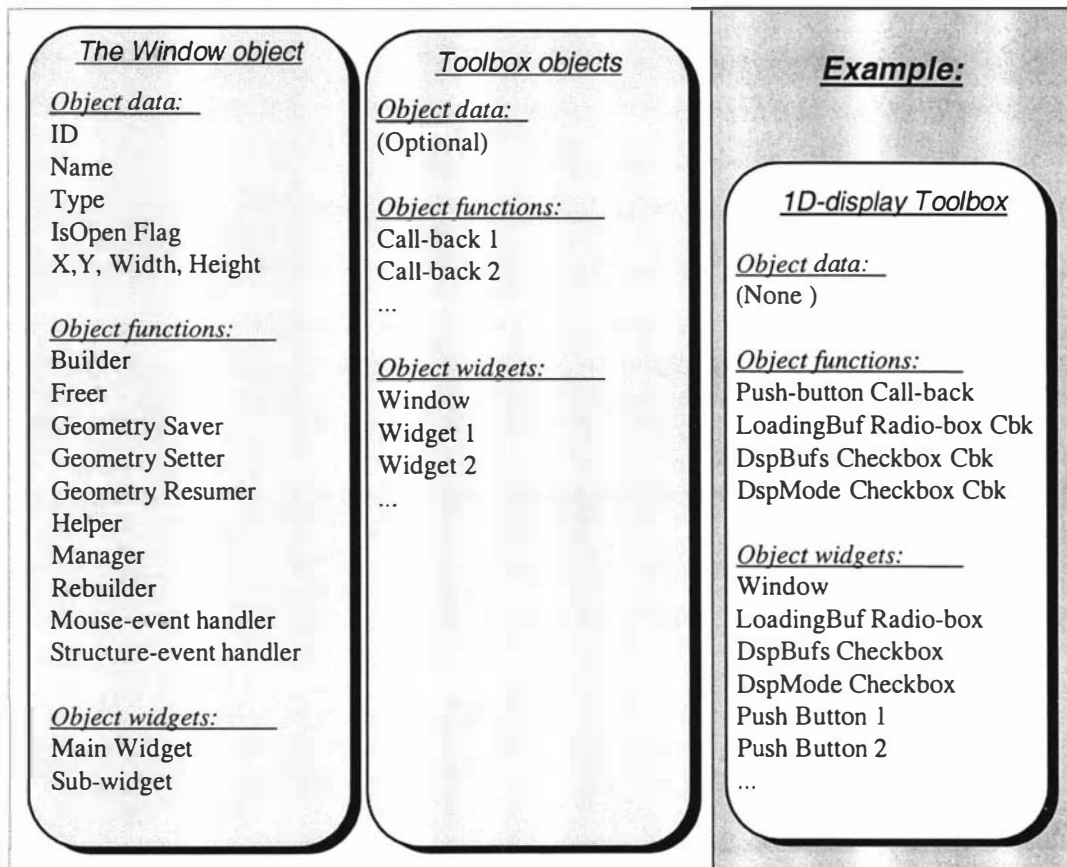 The Window object
Object data:
ID
Name
Type
IsOpen Flag
X,Y, Width, Height
Object functions:
Builder
Freer
Geometry Saver
Geometry Setter
Geometry Resumer
Helper
Manager
Rebuilder
Mouse-event handler
Structure-event handler
Object widgets:
Main Widget
Sub-widget
Toolbox objects
Object data:
(Optional)
Object functions:
Call-back 1
Call-back 2
...
Object widgets:
Window
Widget 1
Widget 2
...
Example:
1D-display Toolbox
Object data:
(None )
Object functions:
Push-button Call-back
LoadingBuf Radio-box Cbk
DspBufs Checkbox Cbk
DspMode Checkbox Cbk
Object widgets:
Window
LoadingBuf Radio-box
DspBufs Checkbox
DspMode Checkbox
Push Button 1
Push Button 2
...